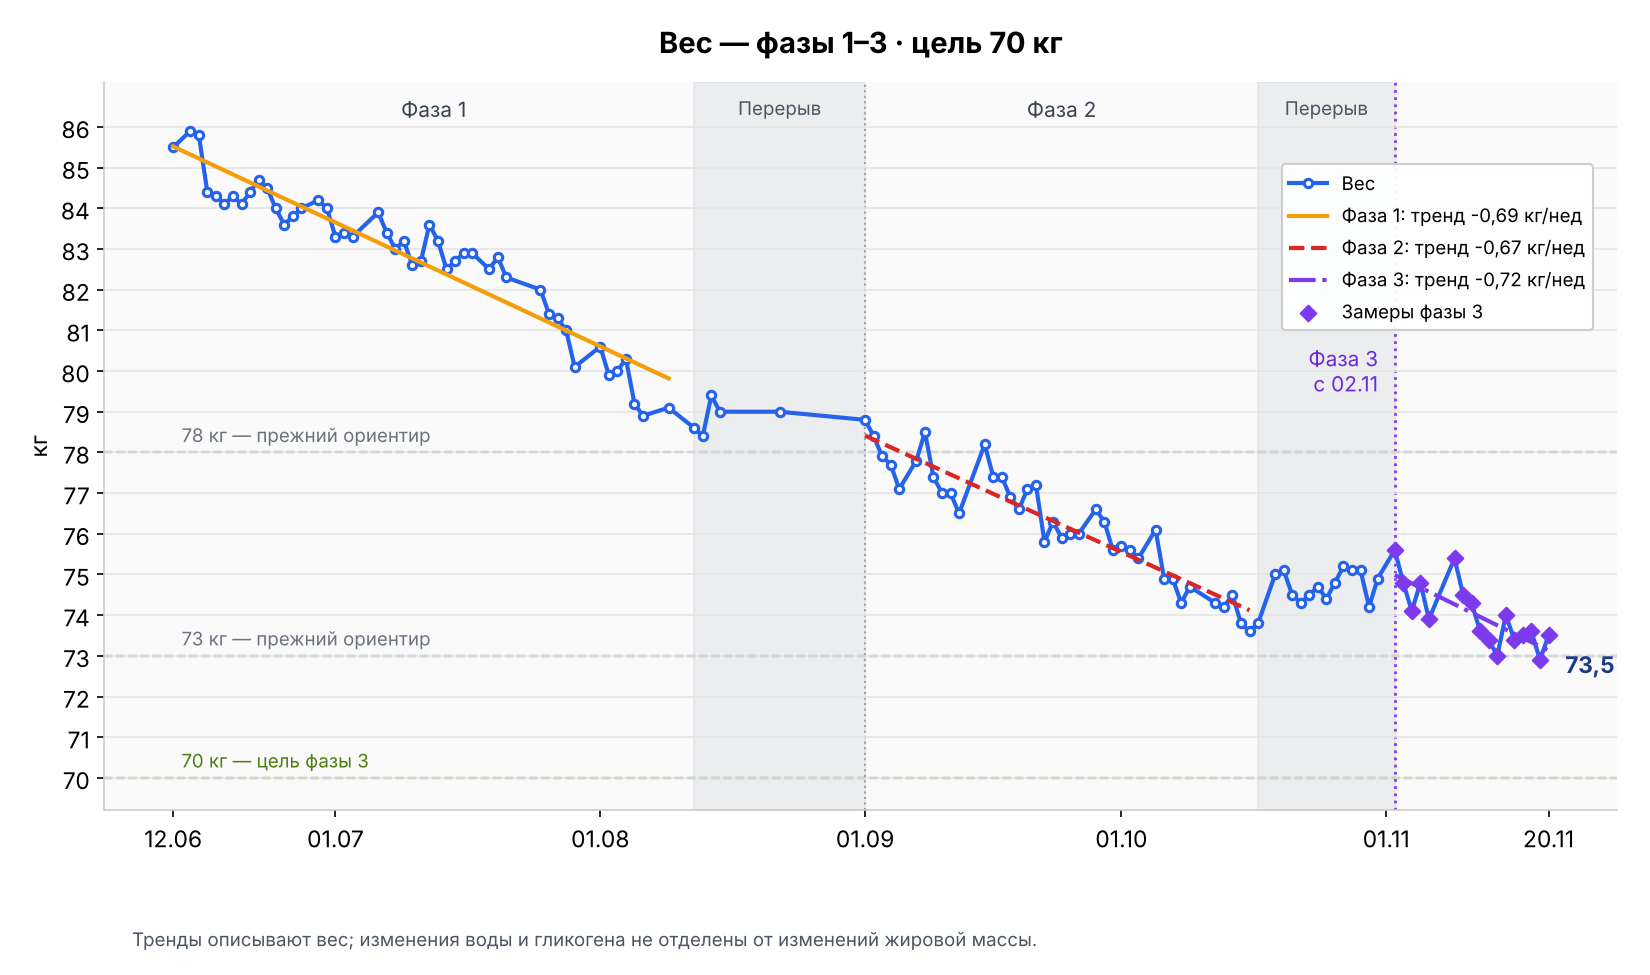 Вес — фазы 1–3 · цель 70 кг
Фаза 1
Перерыв
Фаза 2
Перерыв
Вес
Фаза 1: тренд -0,69 кг/нед
Фаза 2: тренд -0,67 кг/нед
Фаза 3: тренд -0,72 кг/нед
Замеры фазы 3
Фаза 3
с 02.11
кг
86
85
84
83
82
81
80
79
78
77
76
75
74
73
72
71
70
78 кг — прежний ориентир
73 кг — прежний ориентир
70 кг — цель фазы 3
73,5
12.06
01.07
01.08
01.09
01.10
01.11
20.11
Тренды описывают вес; изменения воды и гликогена не отделены от изменений жировой массы.